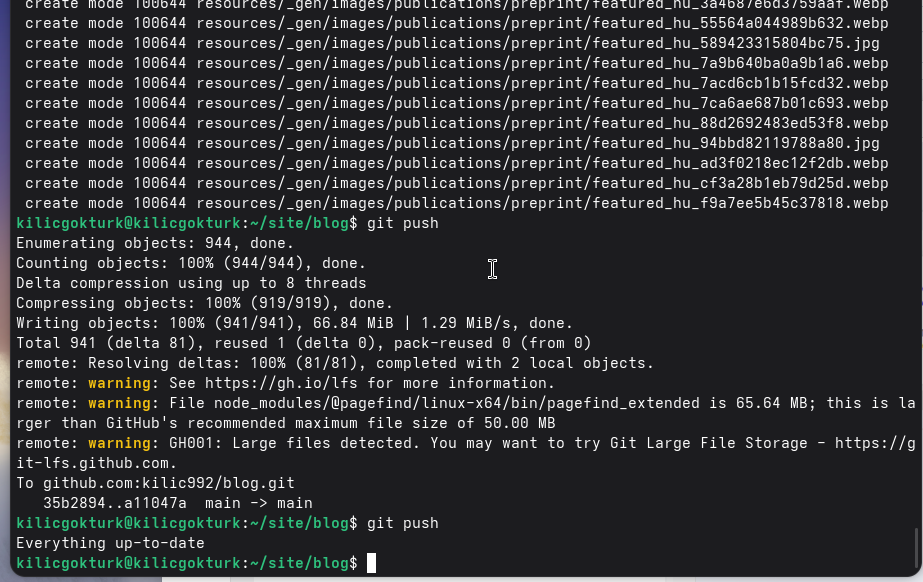 create mode 100644 resources/_gen/images/publications/preprint/featured_hu_3a4687e6d3759aaf.webp
create mode 100644 resources/_gen/images/publications/preprint/featured_hu_55564a044989b632.webp
create mode 100644 resources/_gen/images/publications/preprint/featured_hu_589423315804bc75.jpg
create mode 100644 resources/_gen/images/publications/preprint/featured_hu_7a9b640ba0a9b1a6.webp
create mode 100644 resources/_gen/images/publications/preprint/featured_hu_7acd6cb1b15fcd32.webp
create mode 100644 resources/_gen/images/publications/preprint/featured_hu_7ca6ae687b01c693.webp
create mode 100644 resources/_gen/images/publications/preprint/featured_hu_88d2692483ed53f8.webp
create mode 100644 resources/_gen/images/publications/preprint/featured_hu_94bbd82119788a80.jpg
create mode 100644 resources/_gen/images/publications/preprint/featured_hu_ad3f0218ec12f2db.webp
create mode 100644 resources/_gen/images/publications/preprint/featured_hu_cf3a28b1eb79d25d.webp
create mode 100644 resources/_gen/images/publications/preprint/featured_hu_f9a7ee5b45c37818.webp
kilicgokturk@kilicgokturk:~/site/blog$ git push
Enumerating objects: 944, done.
Counting objects: 100% (944/944), done.
Delta compression using up to 8 threads
Compressing objects: 100% (919/919), done.
Writing objects: 100% (941/941), 66.84 MiB | 1.29 MiB/s, done.
Total 941 (delta 81), reused 1 (delta 0), pack-reused 0 (from 0)
remote: Resolving deltas: 100% (81/81), completed with 2 local objects.
remote: warning: See https://gh.io/lfs for more information.
remote: warning: File node_modules/@pagefind/linux-x64/bin/pagefind_extended is 65.64 MB; this is la
rger than GitHub's recommended maximum file size of 50.00 MB
remote: warning: GH001: Large files detected. You may want to try Git Large File Storage - https://g
it-lfs.github.com.
To github.com:kilic992/blog.git
35b2894..a11047a main -> main
kilicgokturk@kilicgokturk:~/site/blog$ git push
Everything up-to-date
kilicgokturk@kilicgokturk:~/site/blog$